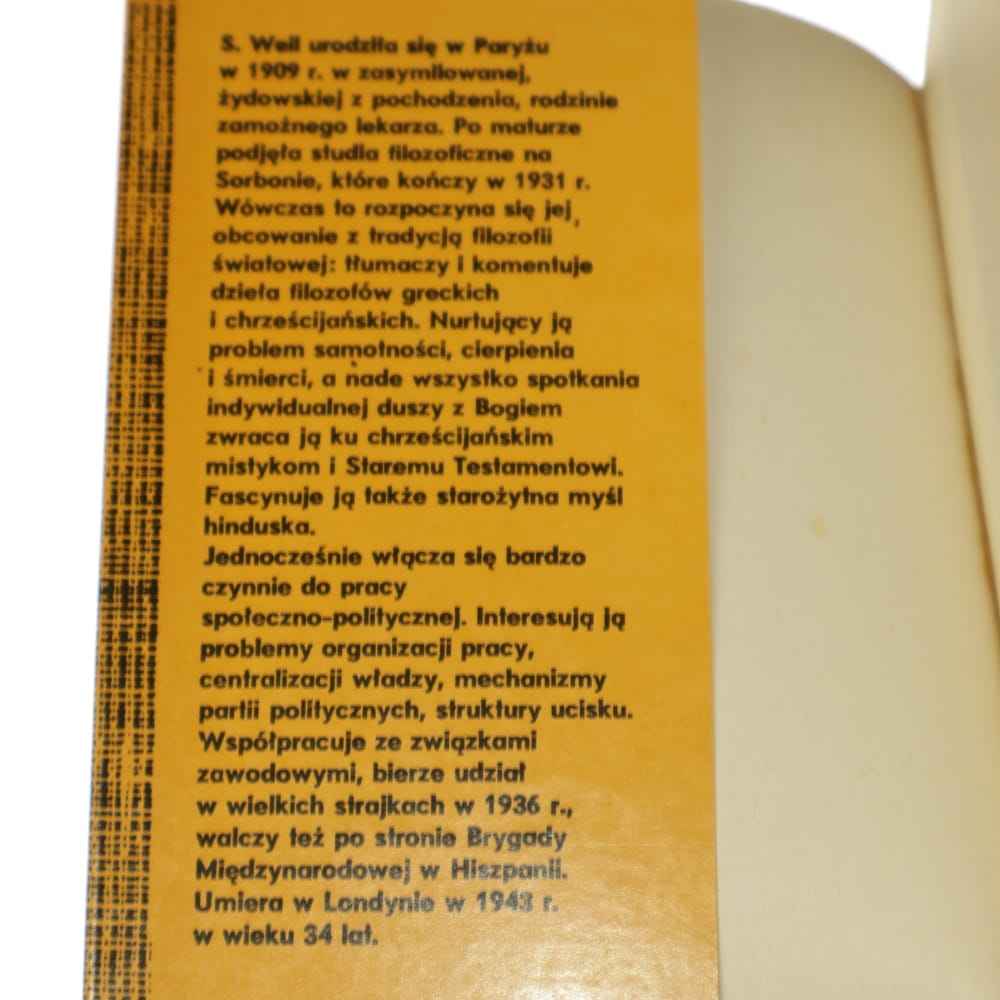 S. Weil urodziła się w Paryżu
w 1909 r. w zasymilowanej,
żydowskiej z pochodzenia, rodzinie
zamożnego lekarza. Po maturze
podjęła studia filozoficzne na
Sorbonie, które kończy w 1931 r.
Wówczas to rozpoczyna się jej
obcowanie z tradycją filozofii
światowej: tłumaczy i komentuje
dzieła filozofów greckich
i chrześcijańskich. Nurtujący ją
problem samotności, cierpienia
i śmierci, a nade wszystko spotkania
indywidualnej duszy z Bogiem
zwraca ją ku chrześcijańskim
mistykom i Staremu Testamentowi.
Fascynuje ją także starożytna myśl
hinduska.
Jednocześnie włącza się bardzo
czynnie do pracy
społeczno-politycznej. Interesują ją
problemy organizacji pracy,
centralizacji władzy, mechanizmy
partii politycznych, struktury ucisku.
Współpracuje ze związkami
zawodowymi, bierze udział
w wielkich strajkach w 1936 r.,
walczy też po stronie Brygady
Międzynarodowej w Hiszpanii.
Umiera w Londynie w 1943 r.
w wieku 34 lat.